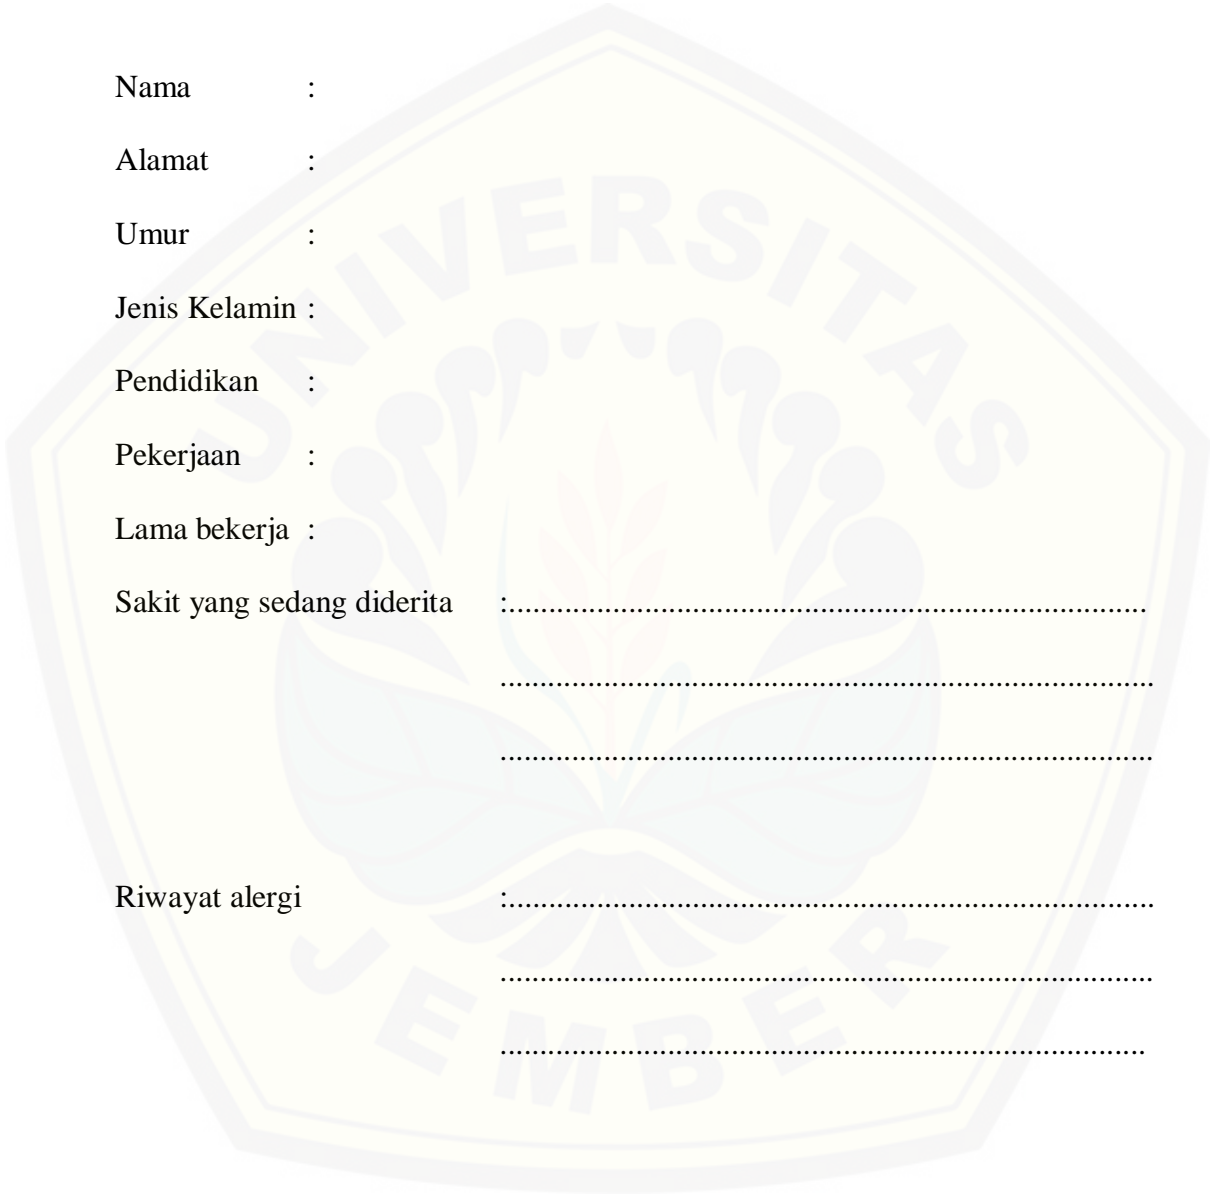 Nama :
Alamat :
Umur :
Jenis Kelamin :
Pendidikan :
Pekerjaan :
Lama bekerja :
Sakit yang sedang diderita :................................................................................
..................................................................................
..................................................................................
Riwayat alergi :.................................................................................
..................................................................................
.................................................................................
UNIVERSITAS
JEMBER